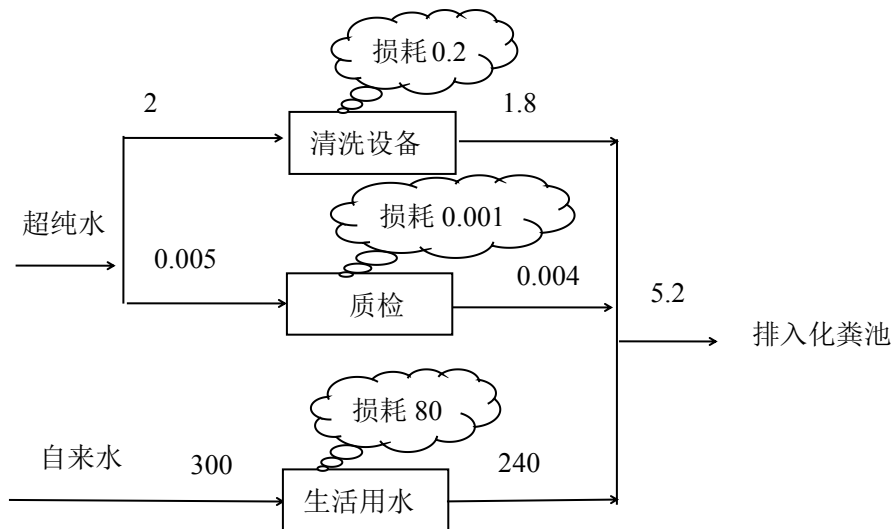 损耗 0.2
2
1.8
清洗设备
超纯水
损耗 0.001
0.005
0.004
质检
5.2
排入化粪池
损耗 80
自来水
300
240
生活用水